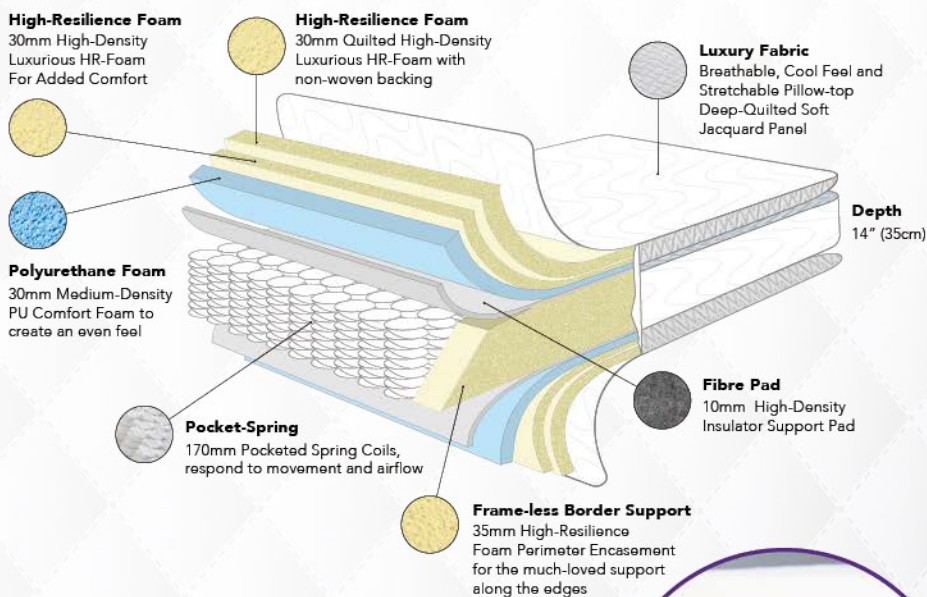 High-Resilience Foam
30mm High-Density
Luxurious HR-Foam
For Added Comfort
High-Resilience Foam
30mm Quilted High-Density
Luxurious HR-Foam with
non-woven backing
Luxury Fabric
Breathable, Cool Feel and
Stretchable Pillow-top
Deep-Quilted Soft
Jacquard Panel
Depth
14” (35cm)
Polyurethane Foam
30mm Medium-Density
PU Comfort Foam to
create an even feel
Fibre Pad
10mm High-Density
Insulator Support Pad
Pocket-Spring
170mm Pocketed Spring Coils,
respond to movement and airflow
Frame-less Border Support
35mm High-Resilience
Foam Perimeter Encasement
for the much-loved support
along the edges